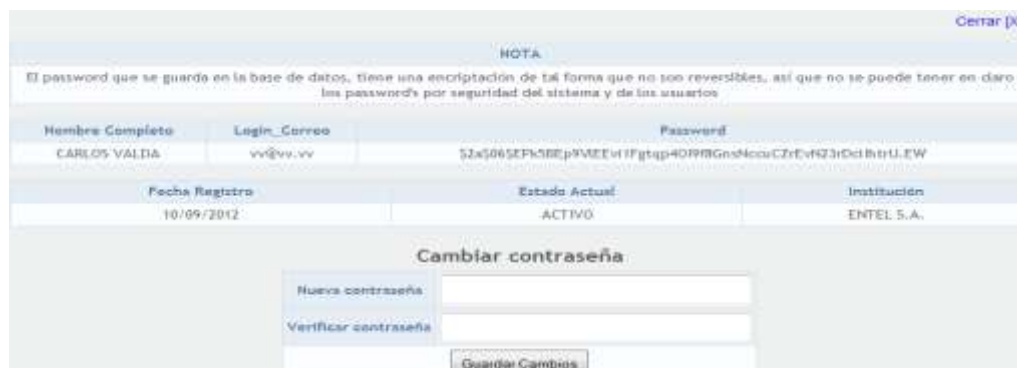 Cerrar [X
NOTA
El password que se guarda en la base de datos, tiene una encriptación de tal forma que no son reversibles, así que no se puede tener en claro
los password's por seguridad del sistema y de los usuarios
Nombre Completo Login_Correo Password
CARLOS VALDA vv@vv.vv
Fecha Registro Estado Actual Institución
10/09/2012 ACTIVO ENTEL S.A.
Cambiar contraseña
Nueva contraseña
Verificar contraseña
Guardar Cambios